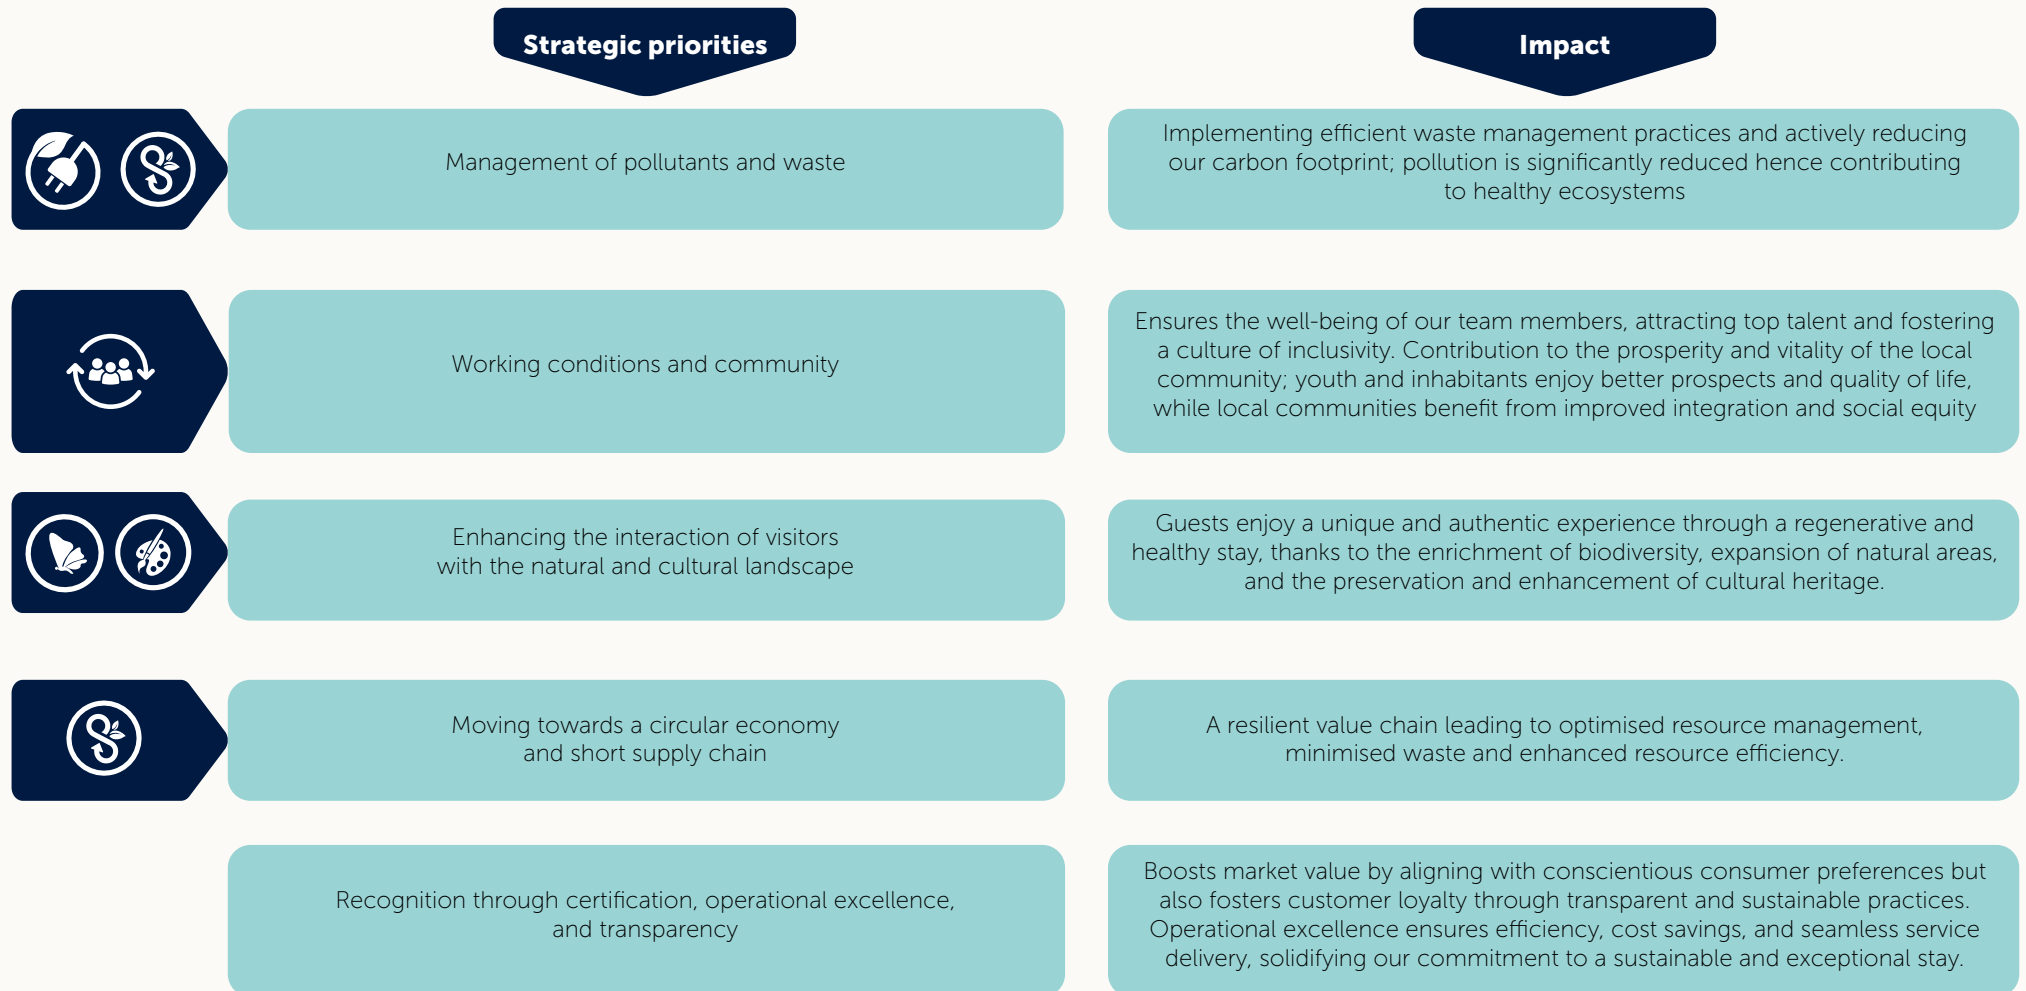 Strategic priorities
Impact
Management of pollutants and waste
Implementing efficient waste management practices and actively reducing
our carbon footprint; pollution is significantly reduced hence contributing
to healthy ecosystems
Working conditions and community
Ensures the well-being of our team members, attracting top talent and fostering
a culture of inclusivity. Contribution to the prosperity and vitality of the local
community; youth and inhabitants enjoy better prospects and quality of life,
while local communities benefit from improved integration and social equity
Enhancing the interaction of visitors
with the natural and cultural landscape
Guests enjoy a unique and authentic experience through a regenerative and
healthy stay, thanks to the enrichment of biodiversity, expansion of natural areas,
and the preservation and enhancement of cultural heritage.
Moving towards a circular economy
and short supply chain
A resilient value chain leading to optimised resource management,
minimised waste and enhanced resource efficiency.
Recognition through certification, operational excellence,
and transparency
Boosts market value by aligning with conscientious consumer preferences but
also fosters customer loyalty through transparent and sustainable practices.
Operational excellence ensures efficiency, cost savings, and seamless service
delivery, solidifying our commitment to a sustainable and exceptional stay.